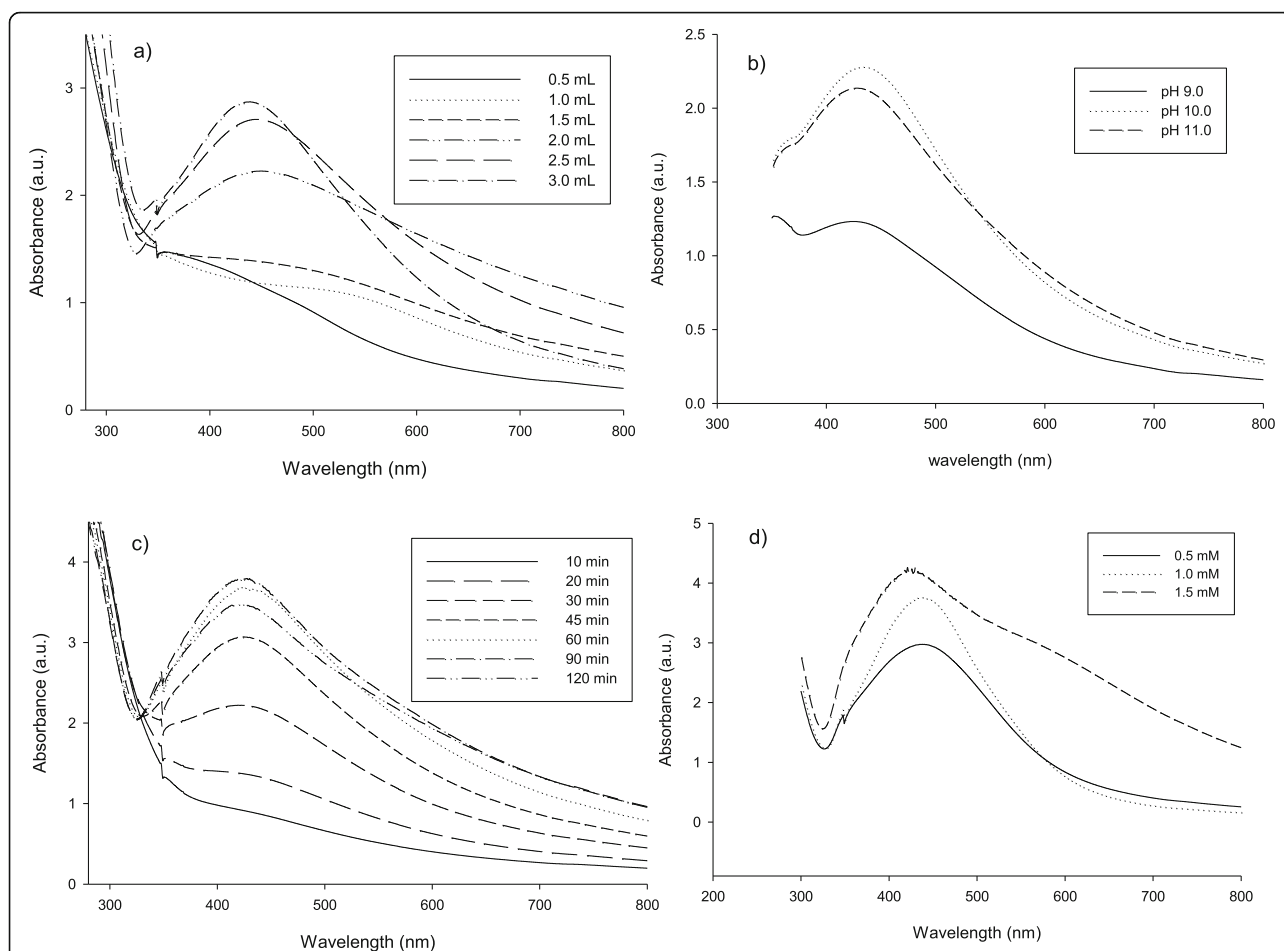 a)
0.5 mL
1.0 mL
1.5 mL
2.0 mL
2.5 mL
3.0 mL
3
2
1
0
Absorbance (a.u.)
300 400 500 600 700 800
Wavelength (nm)
b)
pH 9.0
pH 10.0
pH 11.0
2.5
2.0
1.5
1.0
0.5
0.0
Absorbance (a.u.)
300 400 500 600 700 800
wavelength (nm)
c)
10 min
20 min
30 min
45 min
60 min
90 min
120 min
4
3
2
1
0
Absorbance (a.u.)
300 400 500 600 700 800
Wavelength (nm)
d)
0.5 mM
1.0 mM
1.5 mM
5
4
3
2
1
0
Absorbance (a.u.)
200 300 400 500 600 700 800
Wavelength (nm)